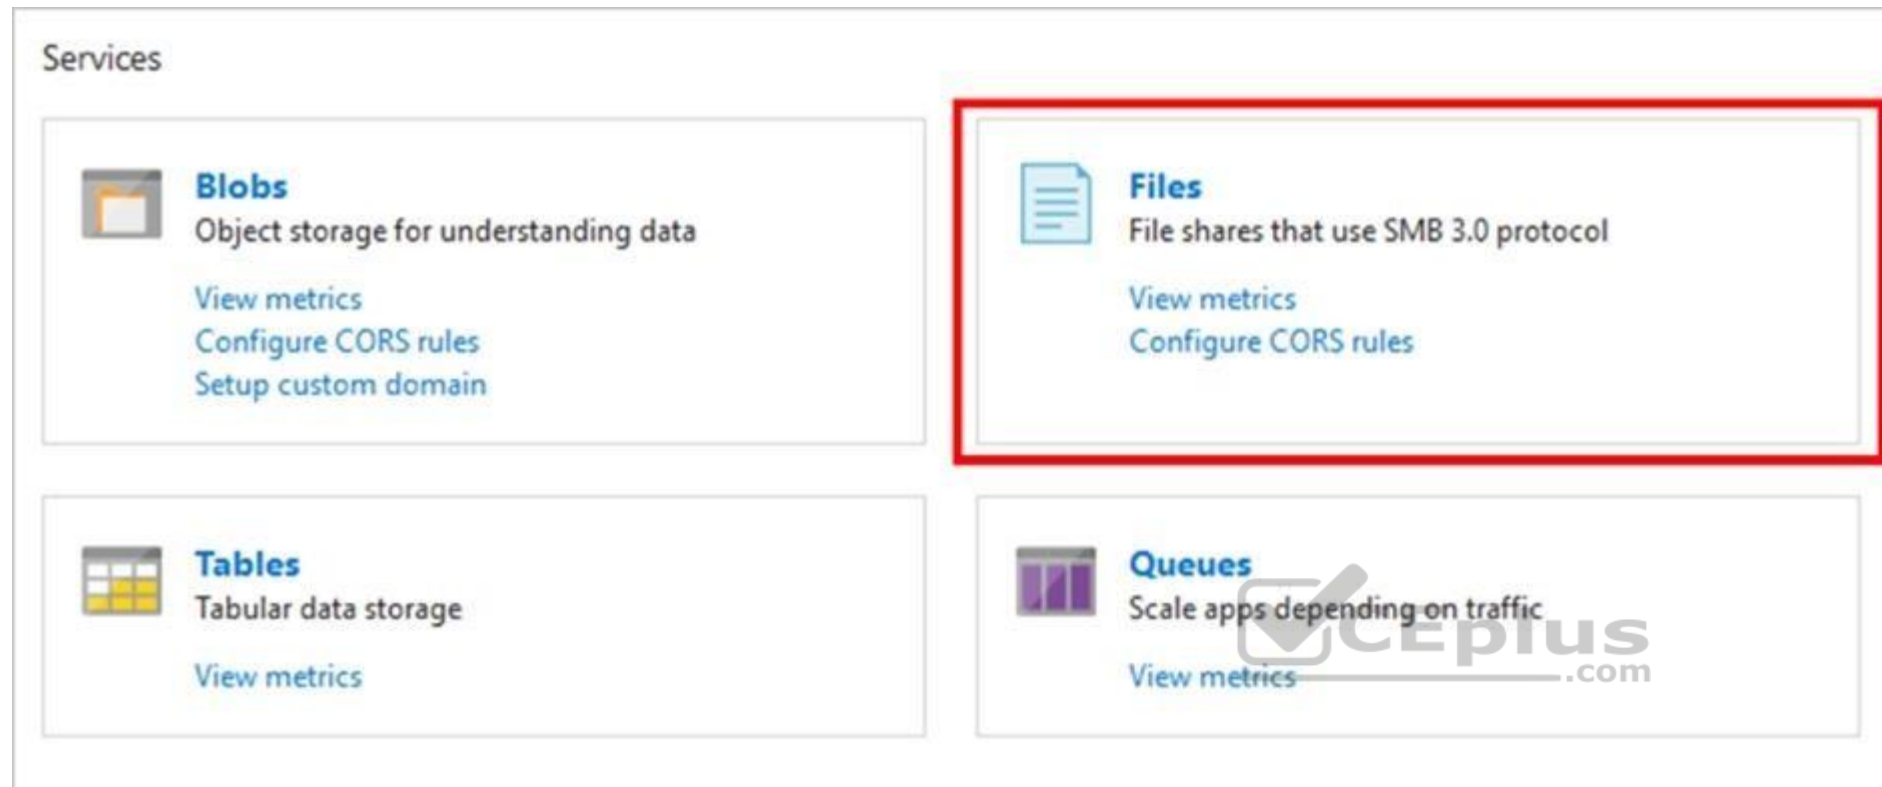 Services
Blobs
Object storage for understanding data
View metrics
Configure CORS rules
Setup custom domain
Files
File shares that use SMB 3.0 protocol
View metrics
Configure CORS rules
Tables
Tabular data storage
View metrics
Queues
Scale apps depending on traffic
View metrics
CEplus
.com